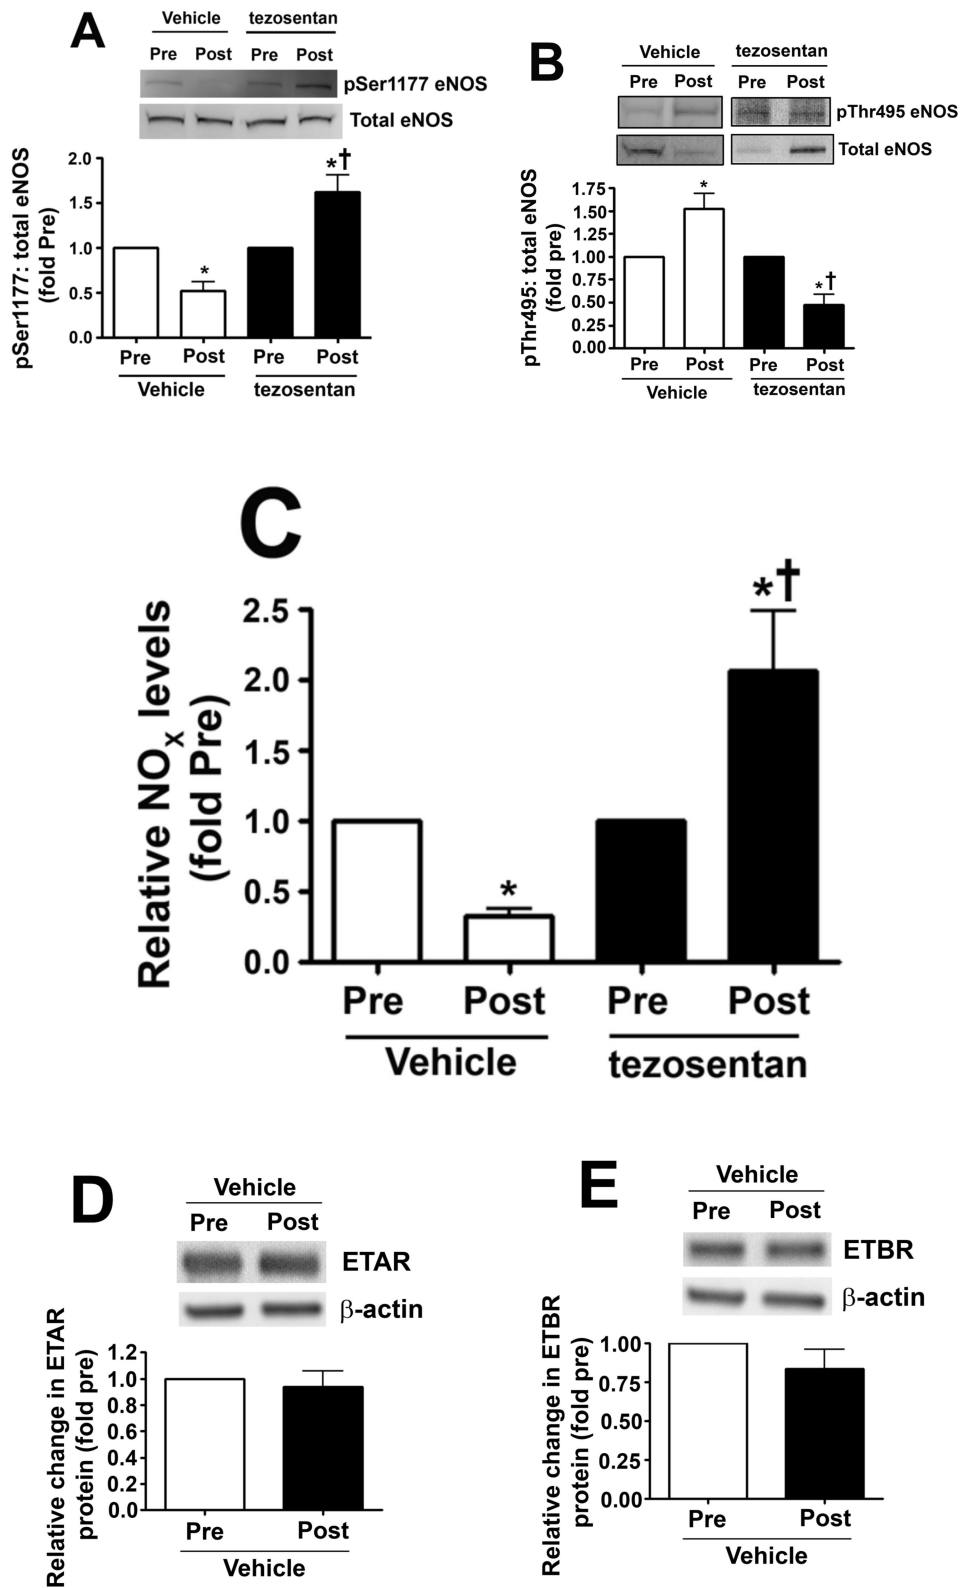 A
Vehicle tezosentan
Pre Post Pre Post
pSer1177 eNOS
Total eNOS
pSer1177: total eNOS
(fold Pre)
2.0
1.5
1.0
0.5
0.0
*
*†
Pre Post Pre Post
Vehicle tezosentan
B
Vehicle tezosentan
Pre Post Pre Post
pThr495 eNOS
Total eNOS
pThr495: total eNOS
(fold pre)
1.75
1.50
1.25
1.00
0.75
0.50
0.25
0.00
*
*†
Pre Post Pre Post
Vehicle tezosentan
C
Relative NOx levels
(fold Pre)
2.5
2.0
1.5
1.0
0.5
0.0
*
*†
Pre Post Pre Post
Vehicle tezosentan
D
Vehicle
Pre Post
ETAR
β-actin
Relative change in ETAR
protein (fold pre)
1.2
1.0
0.8
0.6
0.4
0.2
0.0
Pre Post
Vehicle
E
Vehicle
Pre Post
ETBR
β-actin
Relative change in ETBR
protein (fold pre)
1.00
0.75
0.50
0.25
0.00
Pre Post
Vehicle